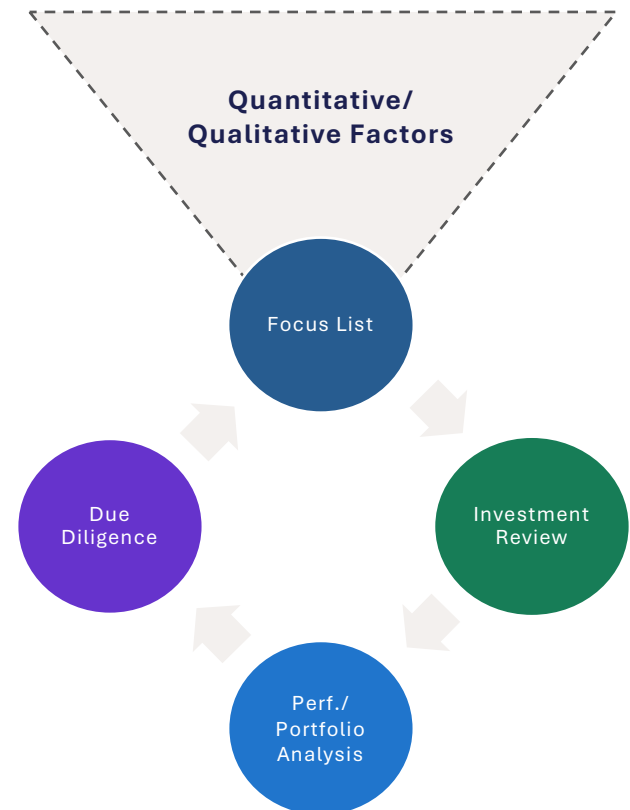 Quantitative/
Qualitative Factors
Focus List
Due
Diligence
Investment
Review
Perf./
Portfolio
Analysis